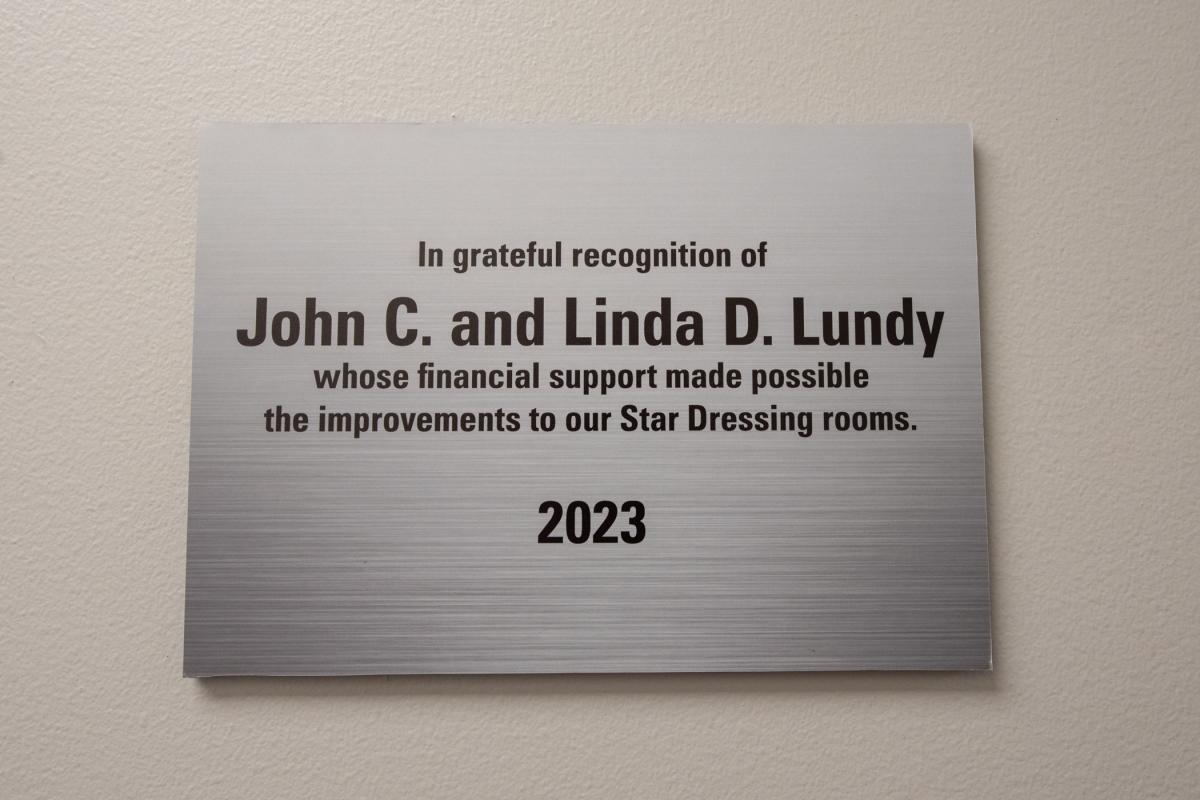 In grateful recognition of
John C. and Linda D. Lundy
whose financial support made possible
the improvements to our Star Dressing rooms.
2023